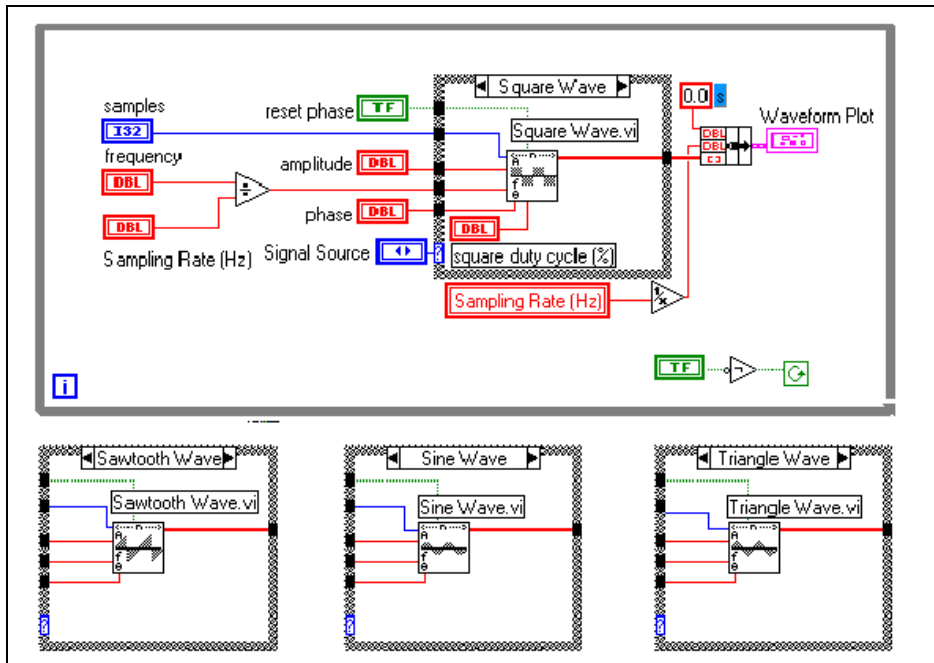 Square Wave
0.0 s
samples
reset phase TF
Waveform Plot
I32
Square Wave.vi
DBL
DBL
frequency
amplitude DBL
DBL
DBL
phase DBL
DBL
Sampling Rate (Hz)
Signal Source
square duty cycle (%)
Sampling Rate (Hz)
1/x
TF
i
Sawtooth Wave
Sine Wave
Triangle Wave
Sawtooth Wave.vi
Sine Wave.vi
Triangle Wave.vi
A
f
A
f
A
f
?
?
?